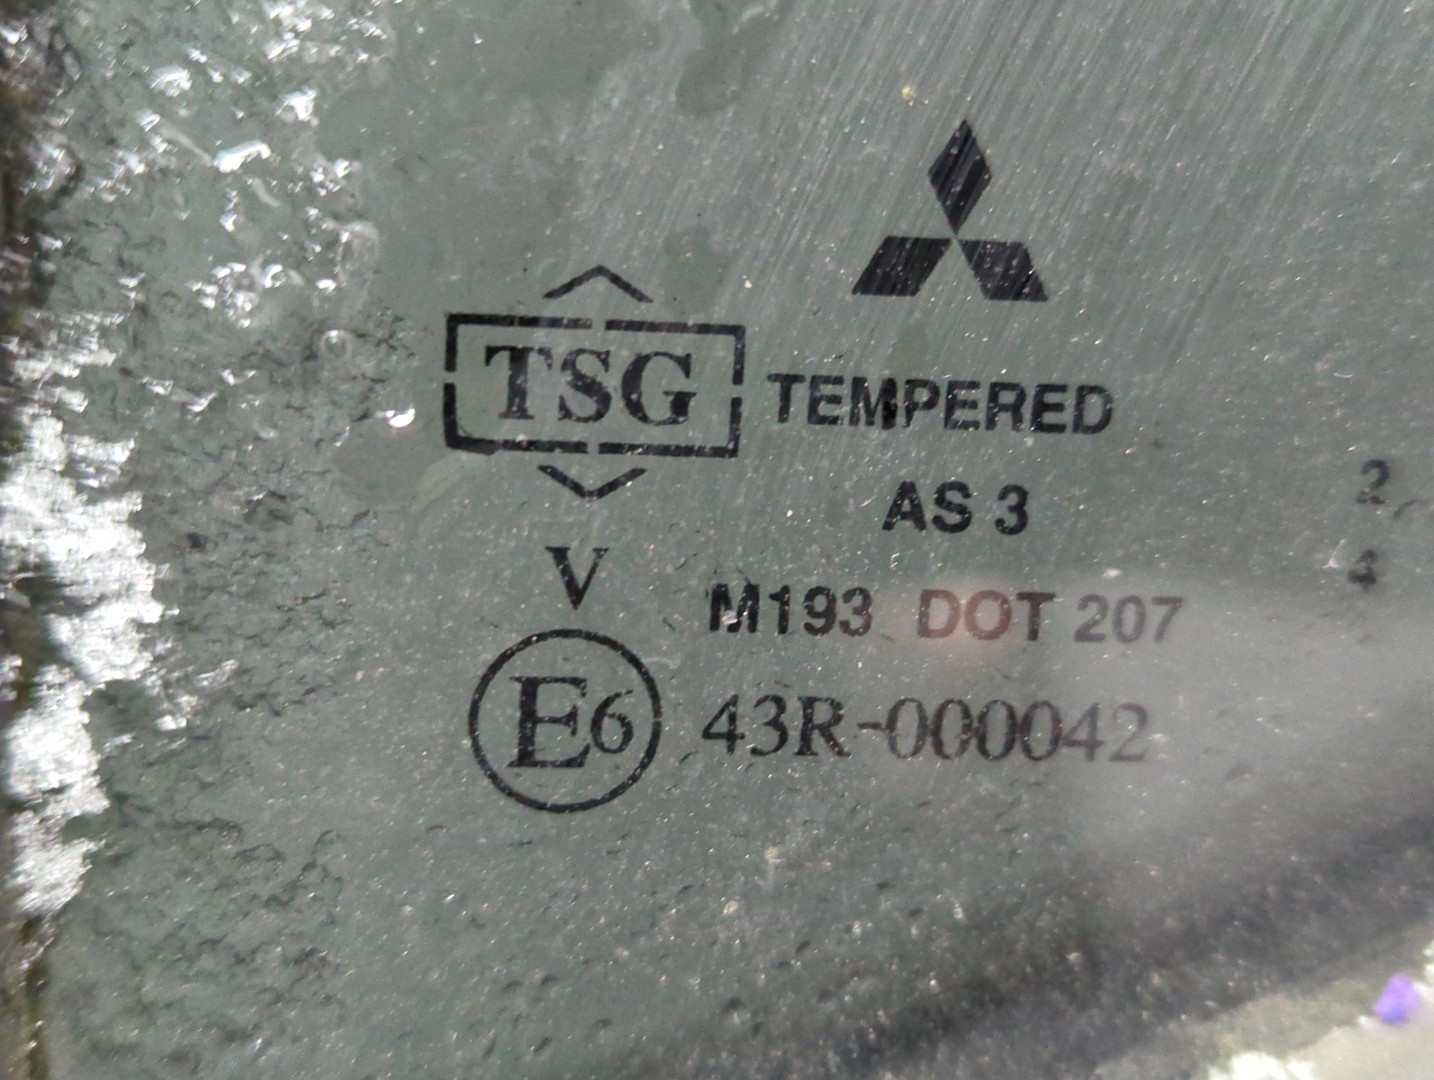 TSG TEMPERED
AS 3
2
4
V
M193 DOT 207
E6 43R-000042